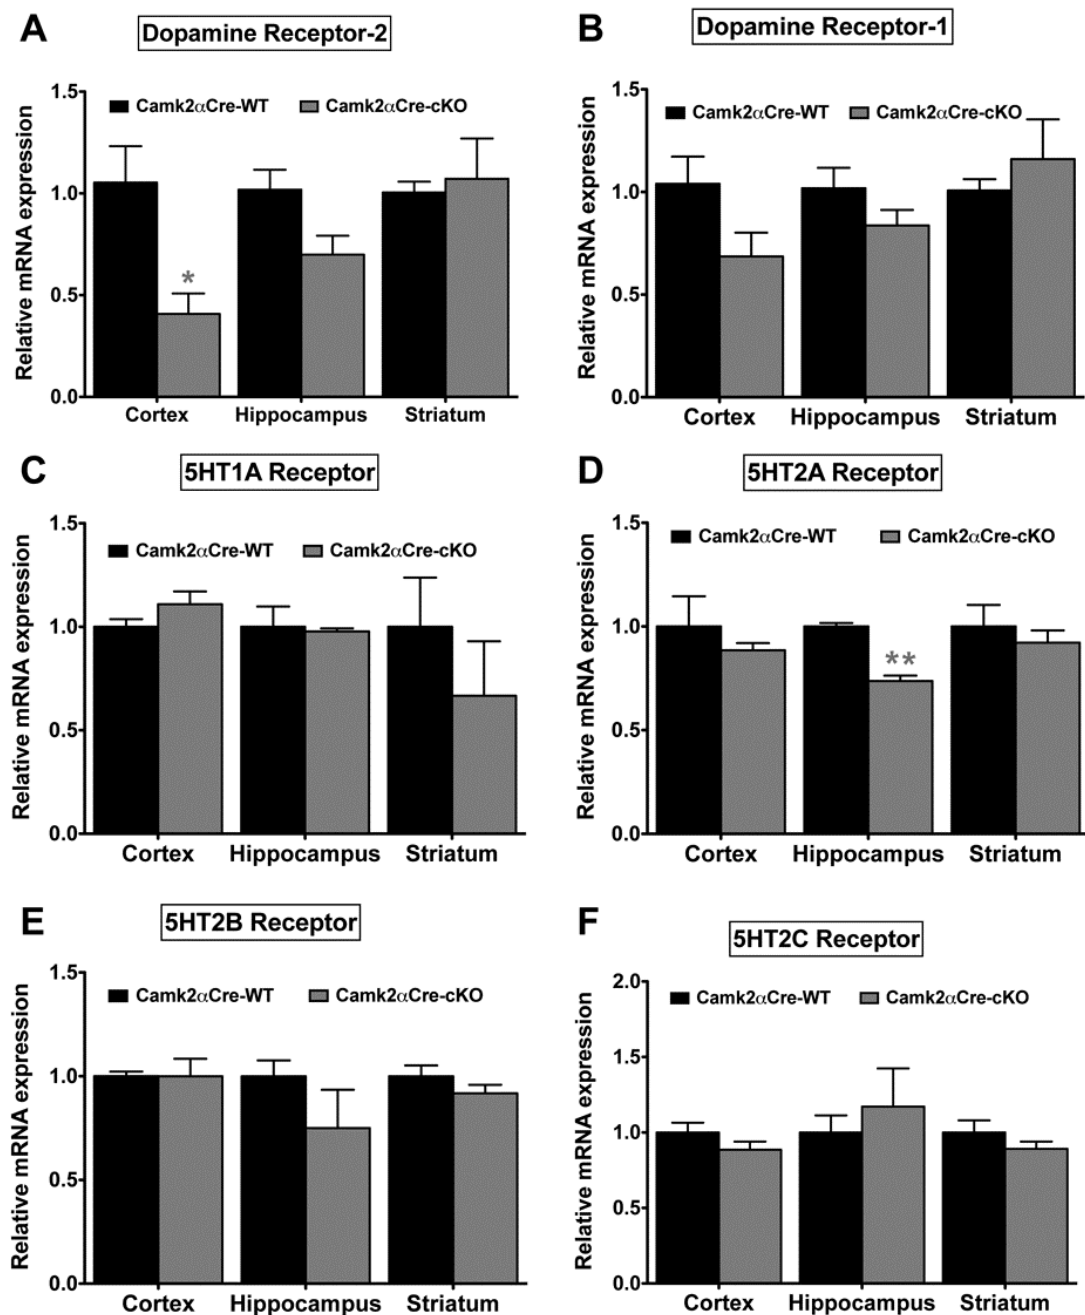 A
Dopamine Receptor-2
Relative mRNA expression
1.5
1.0
0.5
0.0
Camk2αCre-WT
Camk2αCre-cKO
*
Cortex
Hippocampus
Striatum
B
Dopamine Receptor-1
Relative mRNA expression
1.5
1.0
0.5
0.0
Camk2αCre-WT
Camk2αCre-cKO
Cortex
Hippocampus
Striatum
C
5HT1A Receptor
Relative mRNA expression
1.5
1.0
0.5
0.0
Camk2αCre-WT
Camk2αCre-cKO
Cortex
Hippocampus
Striatum
D
5HT2A Receptor
Relative mRNA expression
1.5
1.0
0.5
0.0
Camk2αCre-WT
Camk2αCre-cKO
**
Cortex
Hippocampus
Striatum
E
5HT2B Receptor
Relative mRNA expression
1.5
1.0
0.5
0.0
Camk2αCre-WT
Camk2αCre-cKO
Cortex
Hippocampus
Striatum
F
5HT2C Receptor
Relative mRNA expression
2.0
1.5
1.0
0.5
0.0
Camk2αCre-WT
Camk2αCre-cKO
Cortex
Hippocampus
Striatum